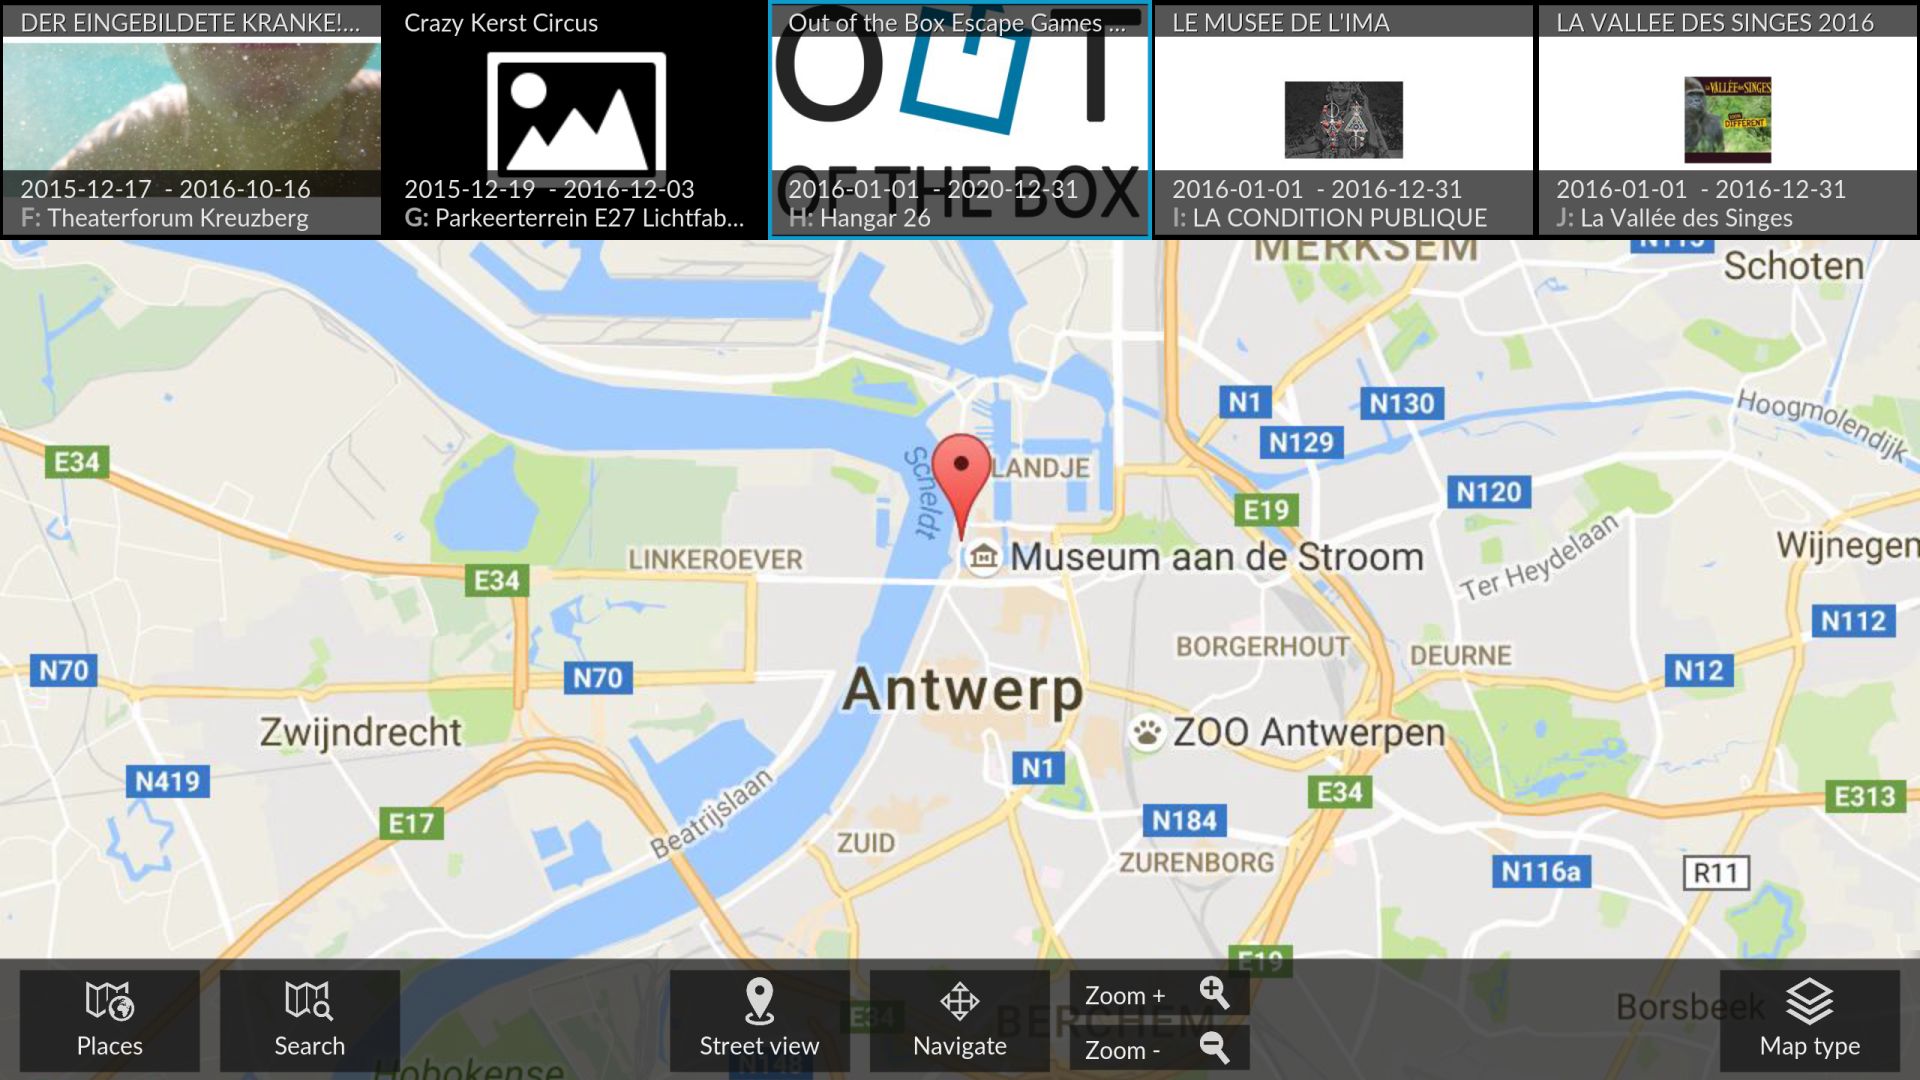 DER EINGEBILDETE KRANKE!...
2015-12-17 - 2016-10-16
F: Theaterforum Kreuzberg
Crazy Kerst Circus
2015-12-19 - 2016-12-03
G: Parkeerterrein E27 Lichtfab...
Out of the Box Escape Games ...
OUT
OF THE BOX
2016-01-01 - 2020-12-31
H: Hangar 26
LE MUSEE DE L'IMA
2016-01-01 - 2016-12-31
I: LA CONDITION PUBLIQUE
LA VALLEE DES SINGES 2016
LA VALLÉE des SINGES
100% DIFFERENT
2016-01-01 - 2016-12-31
J: La Vallée des Singes
MERKSEM
N113
Schoten
N1
N130
Hoogmolendijk
N129
E34
Scheldt
LANDJE
N120
E19
Museum aan de Stroom
LINKEROEVER
Ter Heydelaan
Wijnegem
E34
N112
BORGERHOUT
DEURNE
N70
N70
N12
Antwerp
Zwijndrecht
ZOO Antwerpen
N1
N419
E34
E313
Beatrijslaan
E17
N184
ZUID
ZURENBORG
N116a
R11
E19
Borsbeek
E34
BERCHEM
N148
Hobokense
Places
Search
Street view
Navigate
Zoom +
Zoom -
Map type